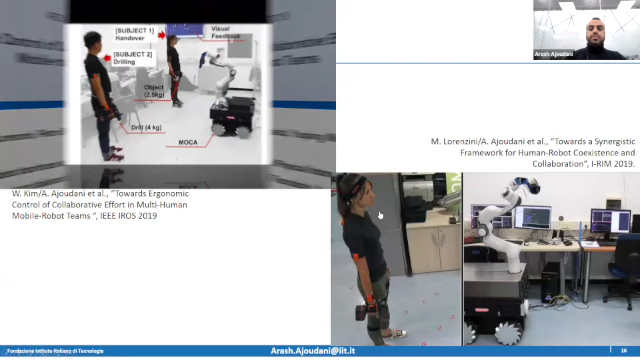 [SUBJECT 1]
Handover
Visual
Feedback
[SUBJECT 2]
Drilling
Object
(2.5kg)
Drill (4 kg)
MOCA
W. Kim/A. Ajoudani et al., "Towards Ergonomic
Control of Collaborative Effort in Multi-Human
Mobile-Robot Teams ", IEEE IROS 2019
Arash Ajoudani
M. Lorenzini/A. Ajoudani et al., "Towards a Synergistic
Framework for Human-Robot Coexistence and
Collaboration", I-RIM 2019.
Fondazione Istituto Italiano di Tecnologia
Arash.Ajoudani@iit.it